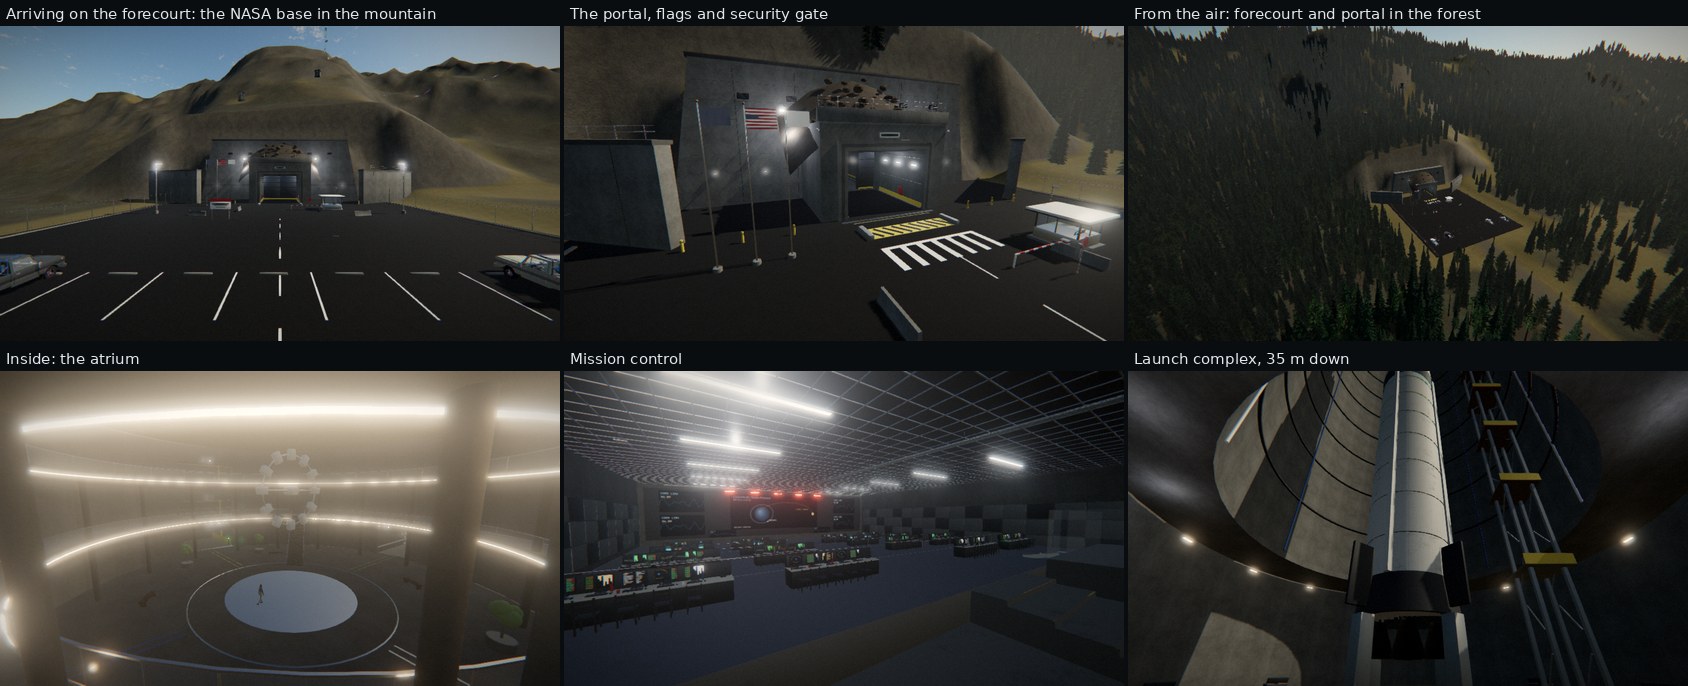 Arriving on the forecourt: the NASA base in the mountain
The portal, flags and security gate
From the air: forecourt and portal in the forest
Inside: the atrium
Mission control
Launch complex, 35 m down